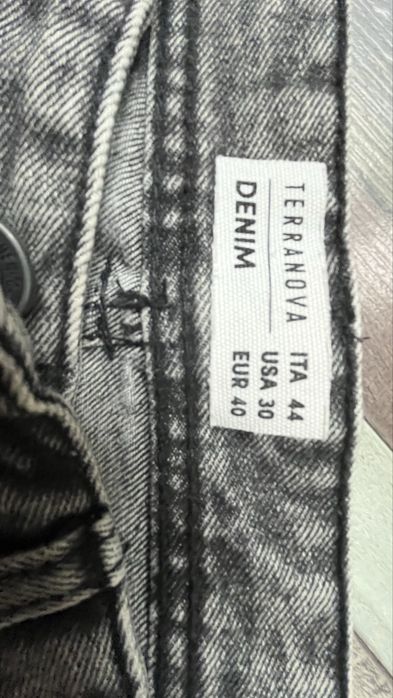 TERRANOVA
DENIM
ITA 44
USA 30
EUR 40